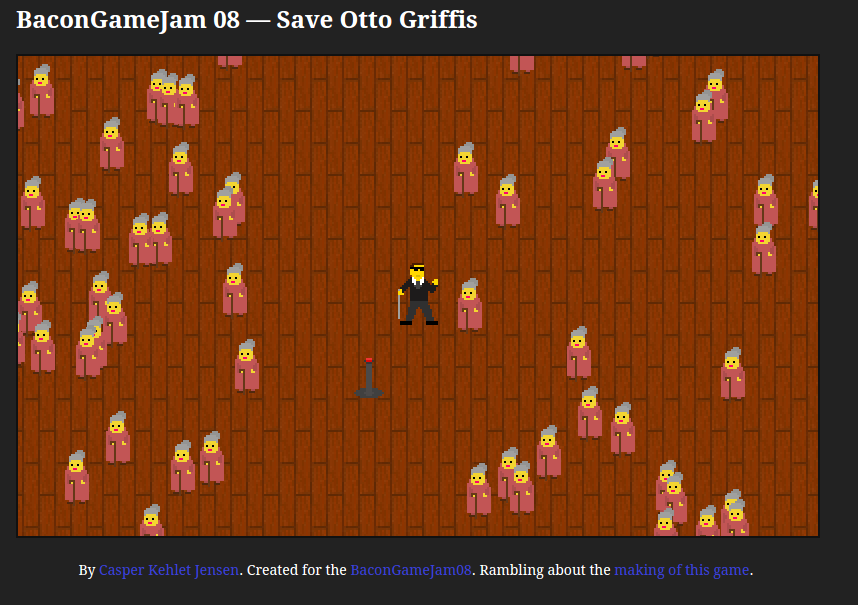 BaconGameJam 08 — Save Otto Griffis
By Casper Kehlet Jensen. Created for the BaconGameJam08. Rambling about the making of this game.